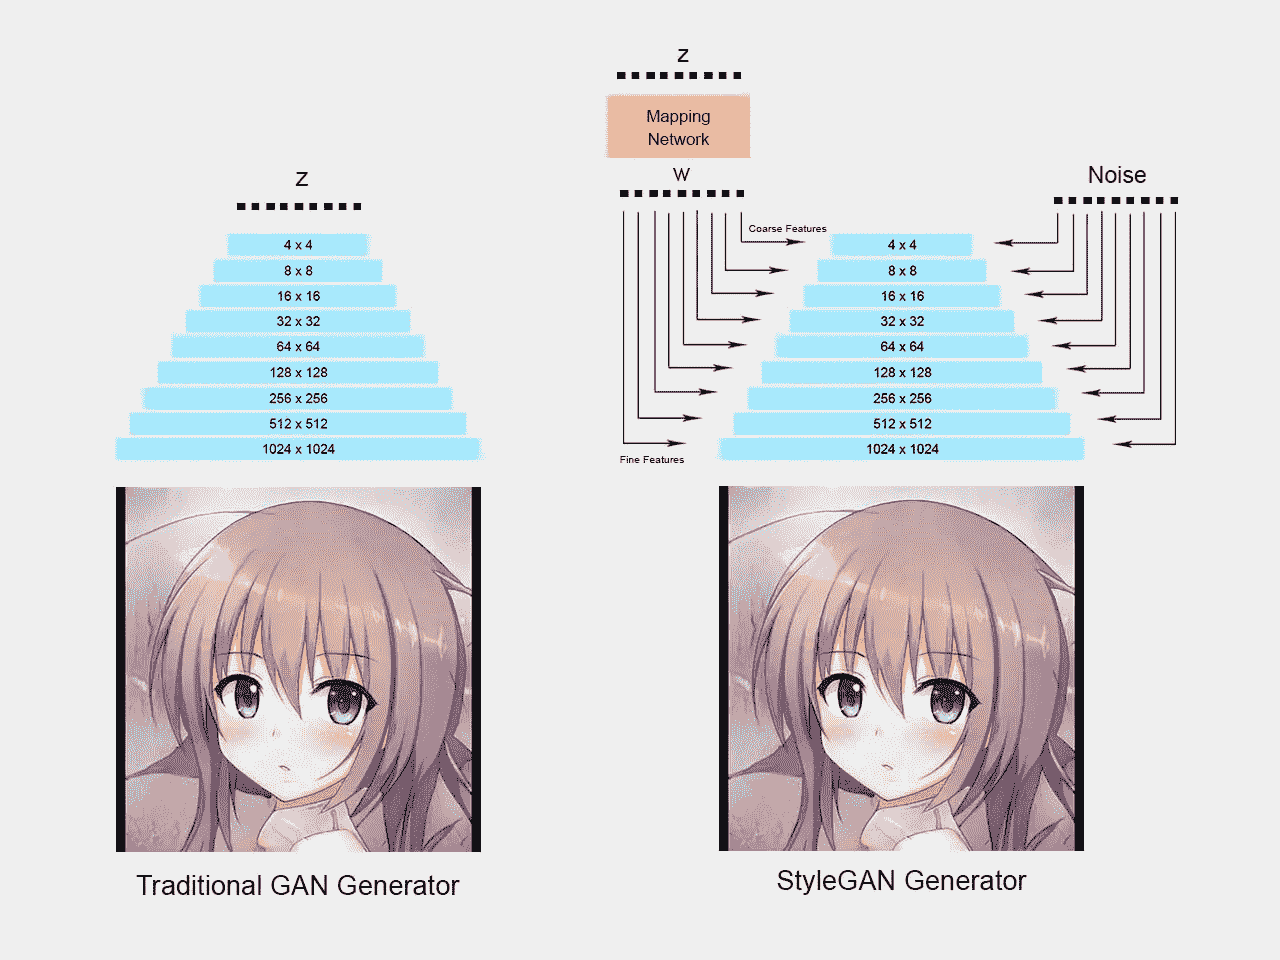 z
Mapping
Network
w
z
Noise
Coarse Features
4 x 4
8 x 8
16 x 16
32 x 32
64 x 64
128 x 128
256 x 256
512 x 512
1024 x 1024
4 x 4
8 x 8
16 x 16
32 x 32
64 x 64
128 x 128
256 x 256
512 x 512
1024 x 1024
Fine Features
Traditional GAN Generator
StyleGAN Generator